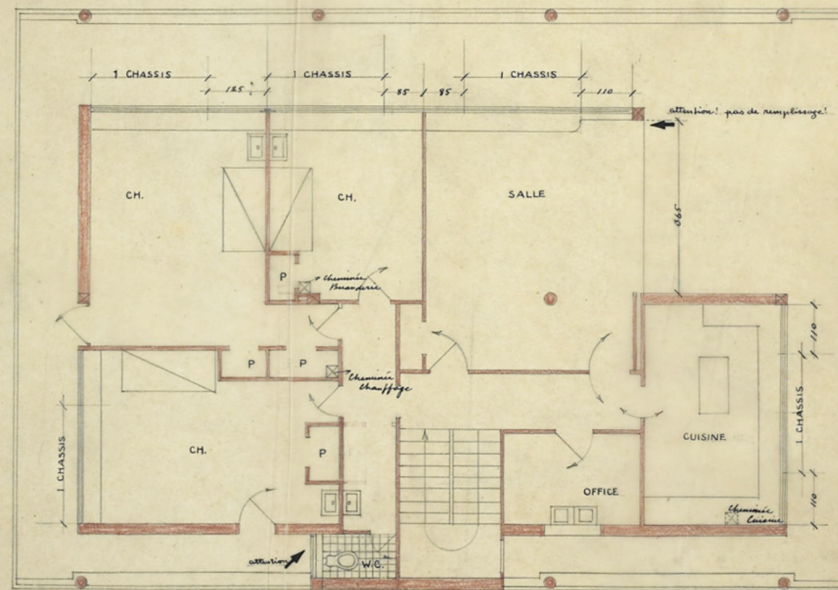 1 CHASSIS
1 CHASSIS
1 CHASSIS
125
85
85
110
attention! pas de remplissage!
CH.
CH.
SALLE
365
P
Cheminée
Buanderie
110
P
P
Cheminée
Chauffage
1 CHASSIS
1 CHASSIS
CH.
P
CUISINE
OFFICE
110
Cheminée
Cuisine
attention
W.C.